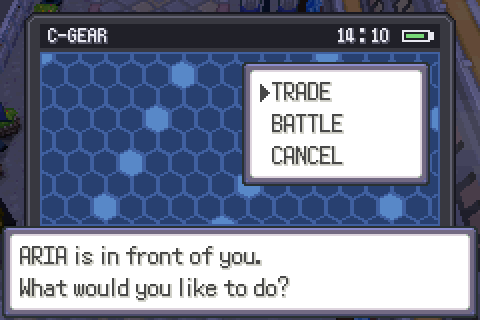 C-GEAR 14:10
TRADE
BATTLE
CANCEL
ARIA is in front of you.
What would you like to do?